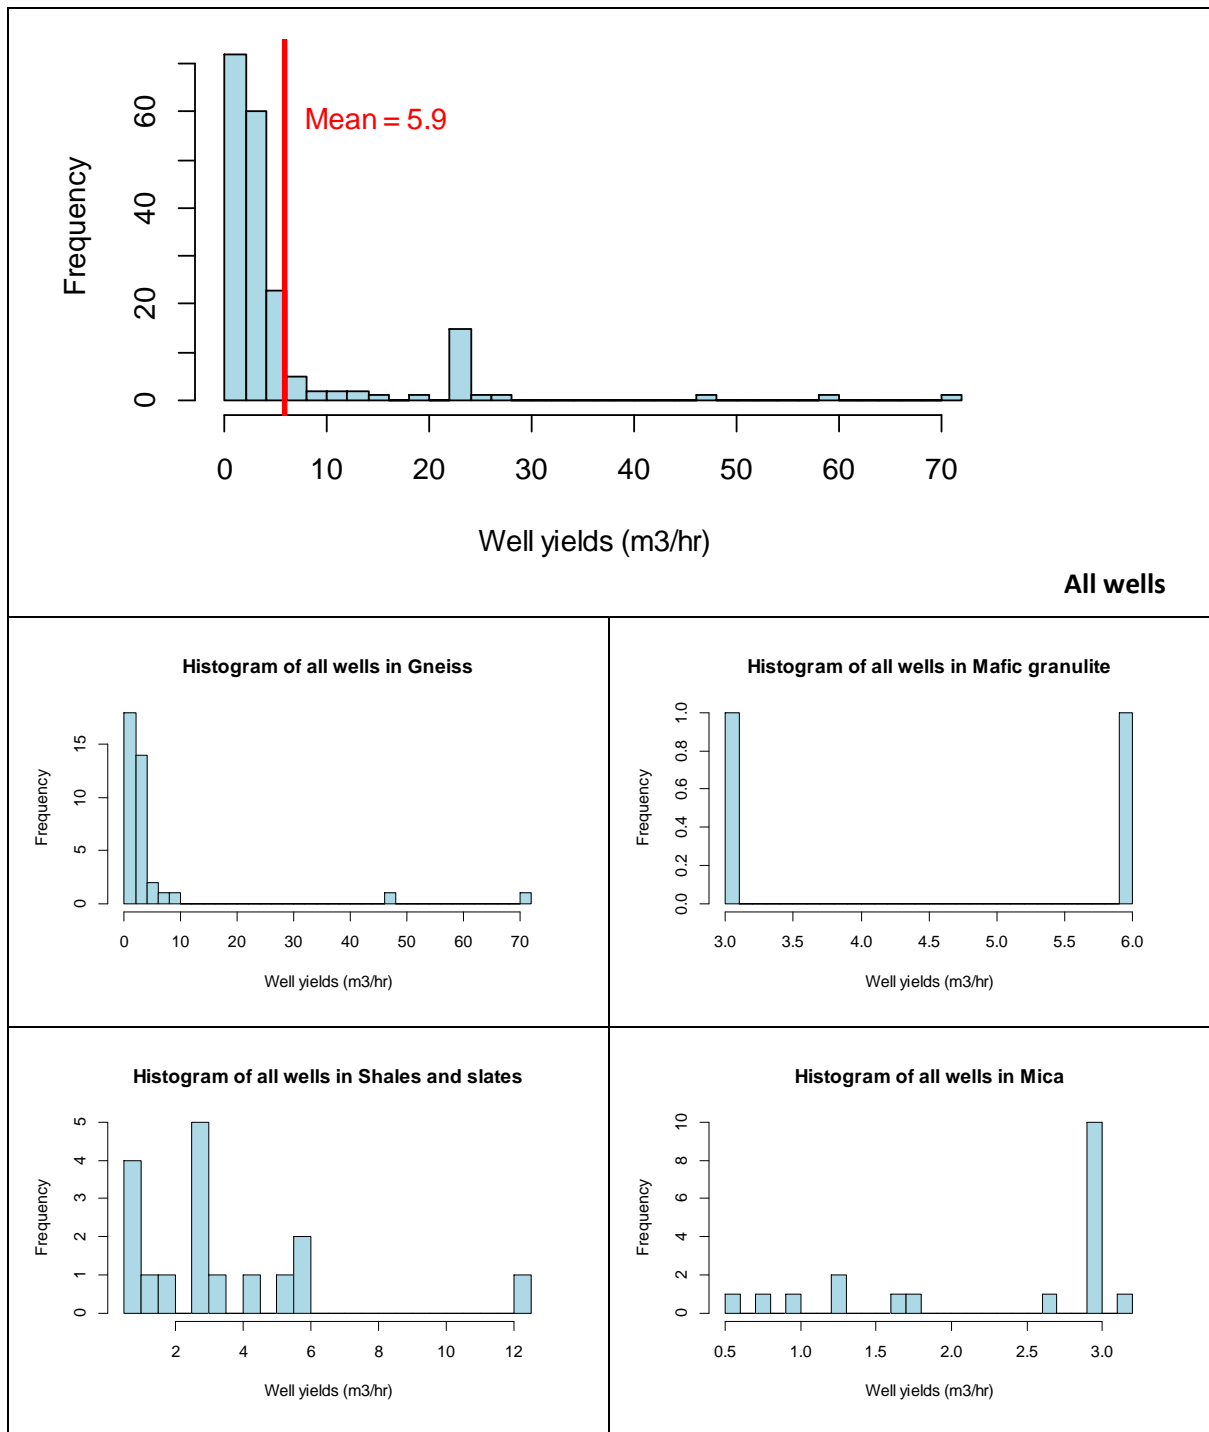 Mean = 5.9
Frequency
60
40
20
0
0 10 20 30 40 50 60 70
Well yields (m3/hr)
All wells
Histogram of all wells in Gneiss
Frequency
15
10
5
0
0 10 20 30 40 50 60 70
Well yields (m3/hr)
Histogram of all wells in Mafic granulite
Frequency
1.0
0.8
0.6
0.4
0.2
0.0
3.0 3.5 4.0 4.5 5.0 5.5 6.0
Well yields (m3/hr)
Histogram of all wells in Shales and slates
Frequency
5
4
3
2
1
0
2 4 6 8 10 12
Well yields (m3/hr)
Histogram of all wells in Mica
Frequency
10
8
6
4
2
0
0.5 1.0 1.5 2.0 2.5 3.0
Well yields (m3/hr)